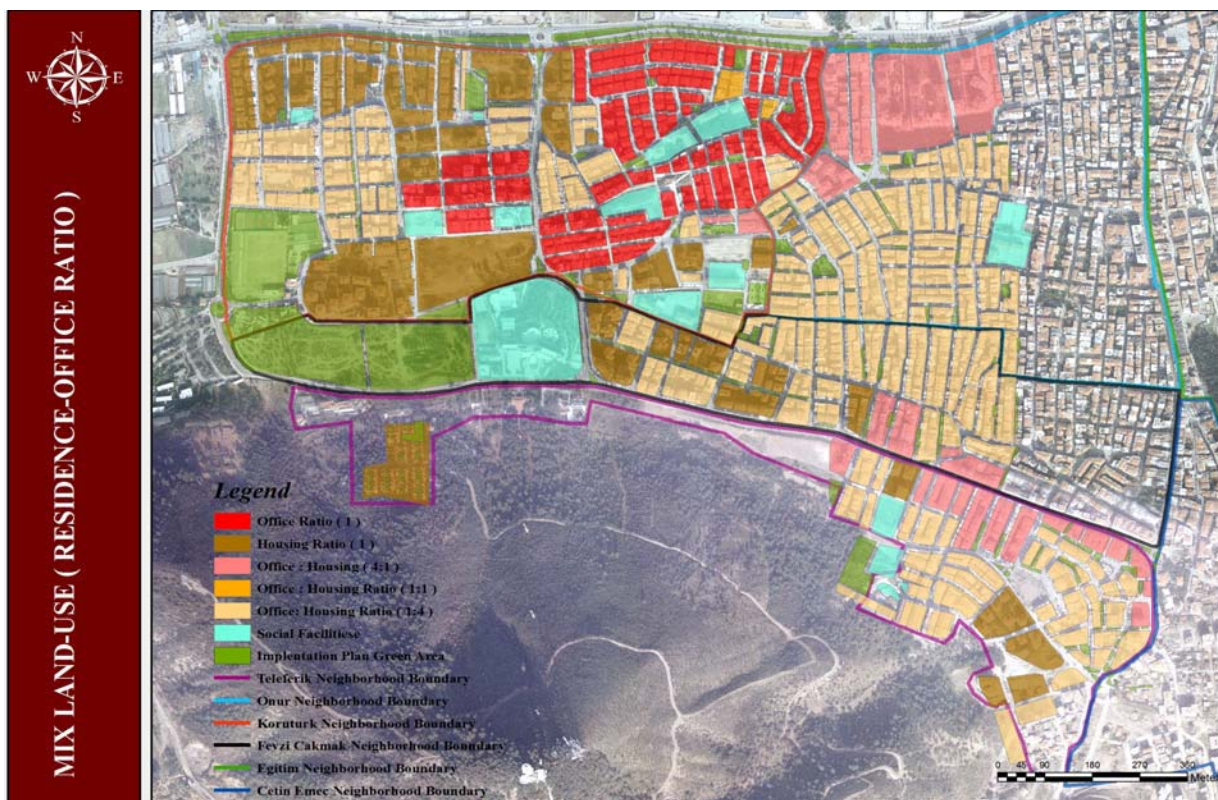 N
W E
S
MIX LAND-USE ( RESIDENCE-OFFICE RATIO )
Legend
Office Ratio ( 1 )
Housing Ratio ( 1 )
Office : Housing ( 4:1 )
Office : Housing Ratio ( 1:1 )
Office: Housing Ratio ( 1:4 )
Social Facilitiese
Implentation Plan Green Area
Teleferik Neighborhood Boundary
Onur Neighborhood Boundary
Koruturk Neighborhood Boundary
Fevzi Cakmak Neighborhood Boundary
Egitim Neighborhood Boundary
Cetin Emec Neighborhood Boundary
0 45 90 180 270 360
Meter